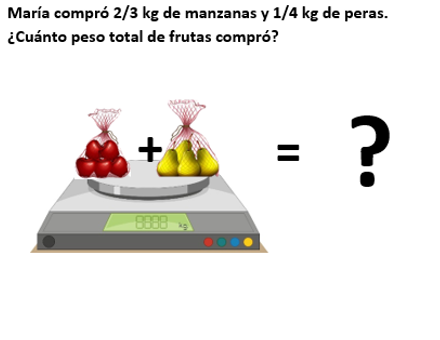 María compró 2/3 kg de manzanas y 1/4 kg de peras.
¿Cuánto peso total de frutas compró?
+ = ?
8888 kg